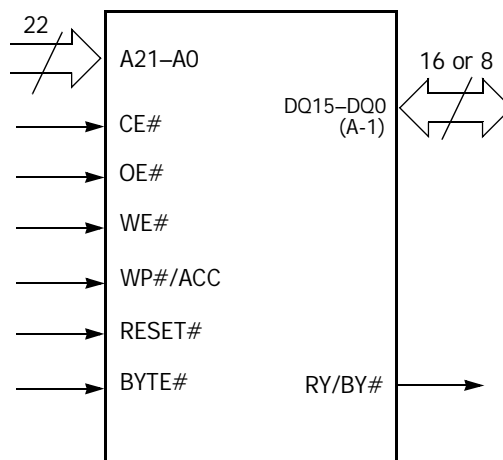 22
A21–A0
16 or 8
DQ15–DQ0
(A-1)
CE#
OE#
WE#
WP#/ACC
RESET#
BYTE#
RY/BY#